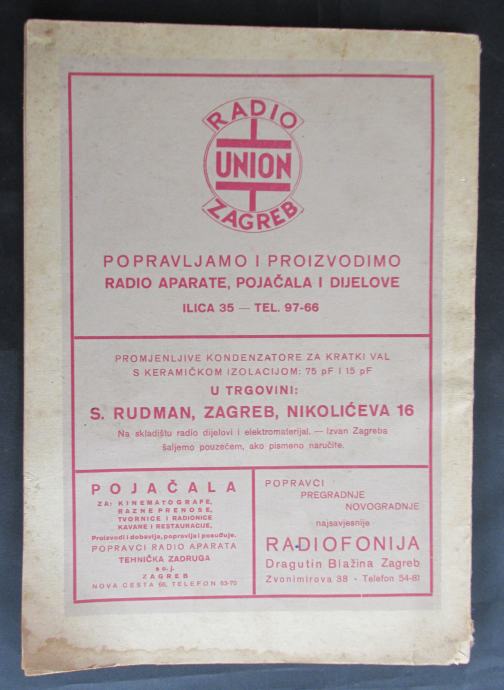 RADIO
UNION
ZAGREB
POPRAVLJAMO I PROIZVODIMO
RADIO APARATE, POJAČALA I DIJELOVE
ILICA 35 — TEL. 97-66
PROMJENLJIVE KONDENZATORE ZA KRATKI VAL
S KERAMIČKOM IZOLACIJOM: 75 pF I 15 pF
U TRGOVINI:
S. RUDMAN, ZAGREB, NIKOLIĆEVA 16
Na skladištu radio dijelovi i elektromaterijal. — Izvan Zagreba
šaljemo pouzećem, ako pismeno naručite.
POJAČALA
ZA: KINEMATOGRAFE,
RAZNE PRENOSE,
TVORNICE I RADIONICE
KAVARE I RESTAURACIJE,
Proizvodi i dobavlja, popravlja i posuđuje.
POPRAVCI RADIO APARATA
TEHNIČKA ZADRUGA
s o. j.
ZAGREB
NOVA CESTA 66, TELEFON 63-70
POPRAVCI
PREGRADNJE
NOVOGRADNJE
najsavjesnije
RADIOFONIJA
Dragutin Blažina Zagreb
Zvonimirova 38 - Telefon 54-81